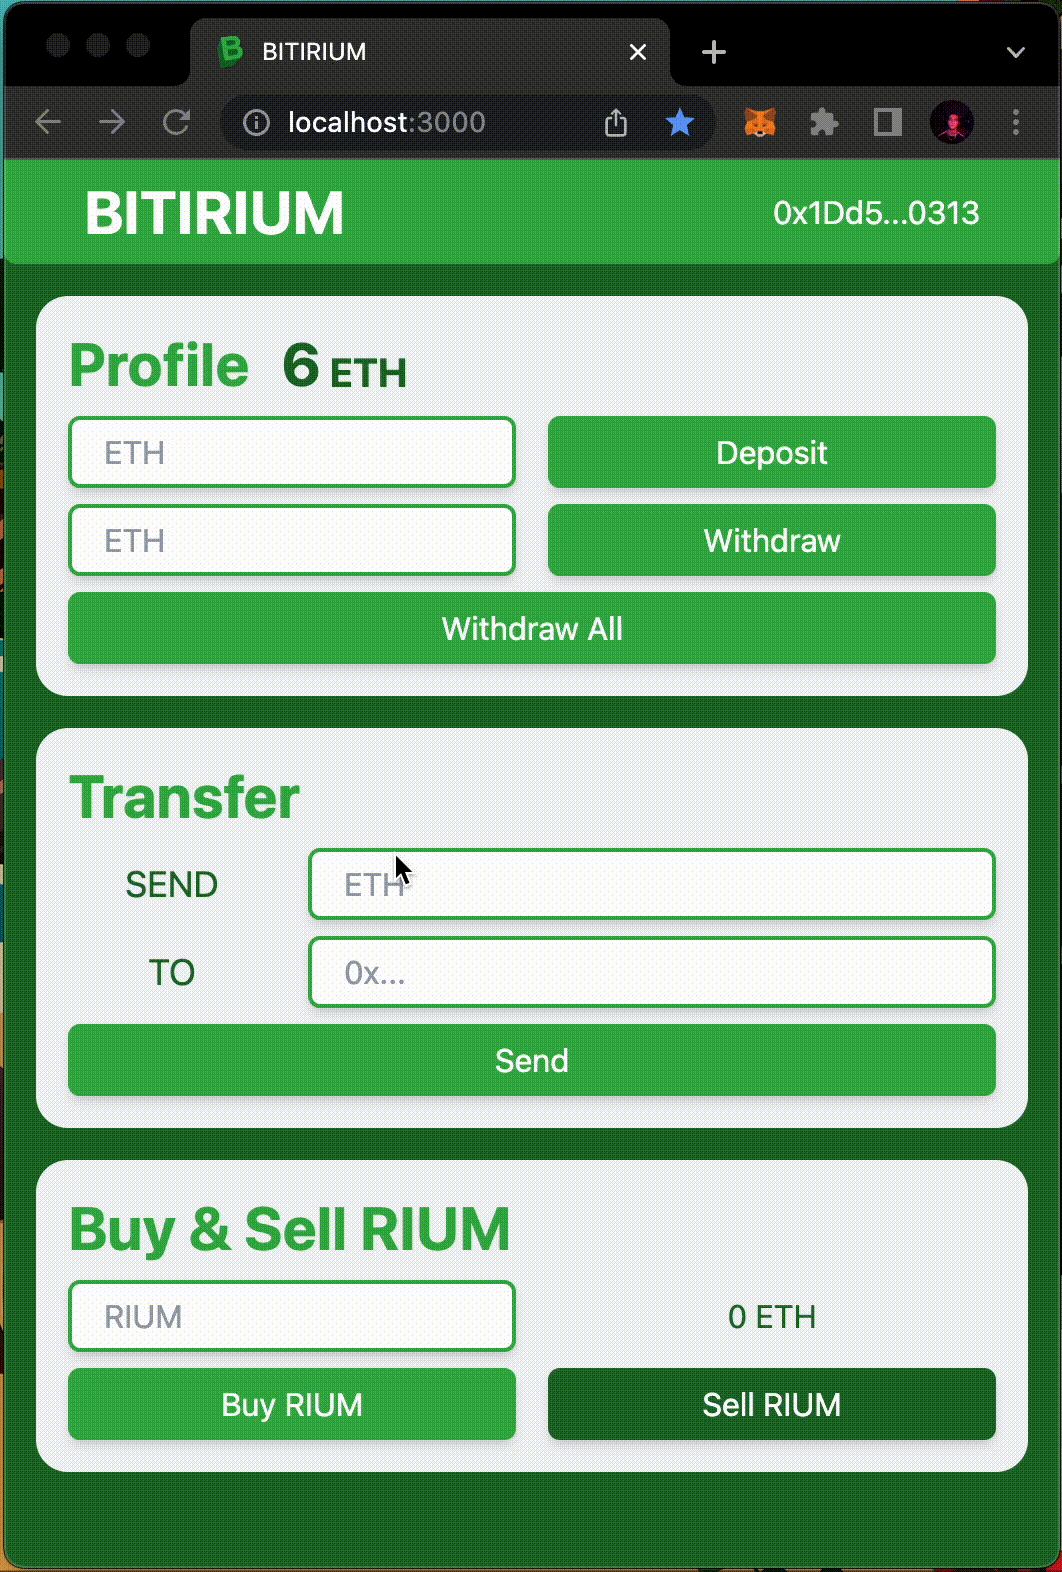 BITIRIUM
localhost:3000
BITIRIUM
0x1Dd5...0313
Profile 6 ETH
ETH
Deposit
ETH
Withdraw
Withdraw All
Transfer
SEND
ETH
TO
0x...
Send
Buy & Sell RIUM
RIUM
0 ETH
Buy RIUM
Sell RIUM